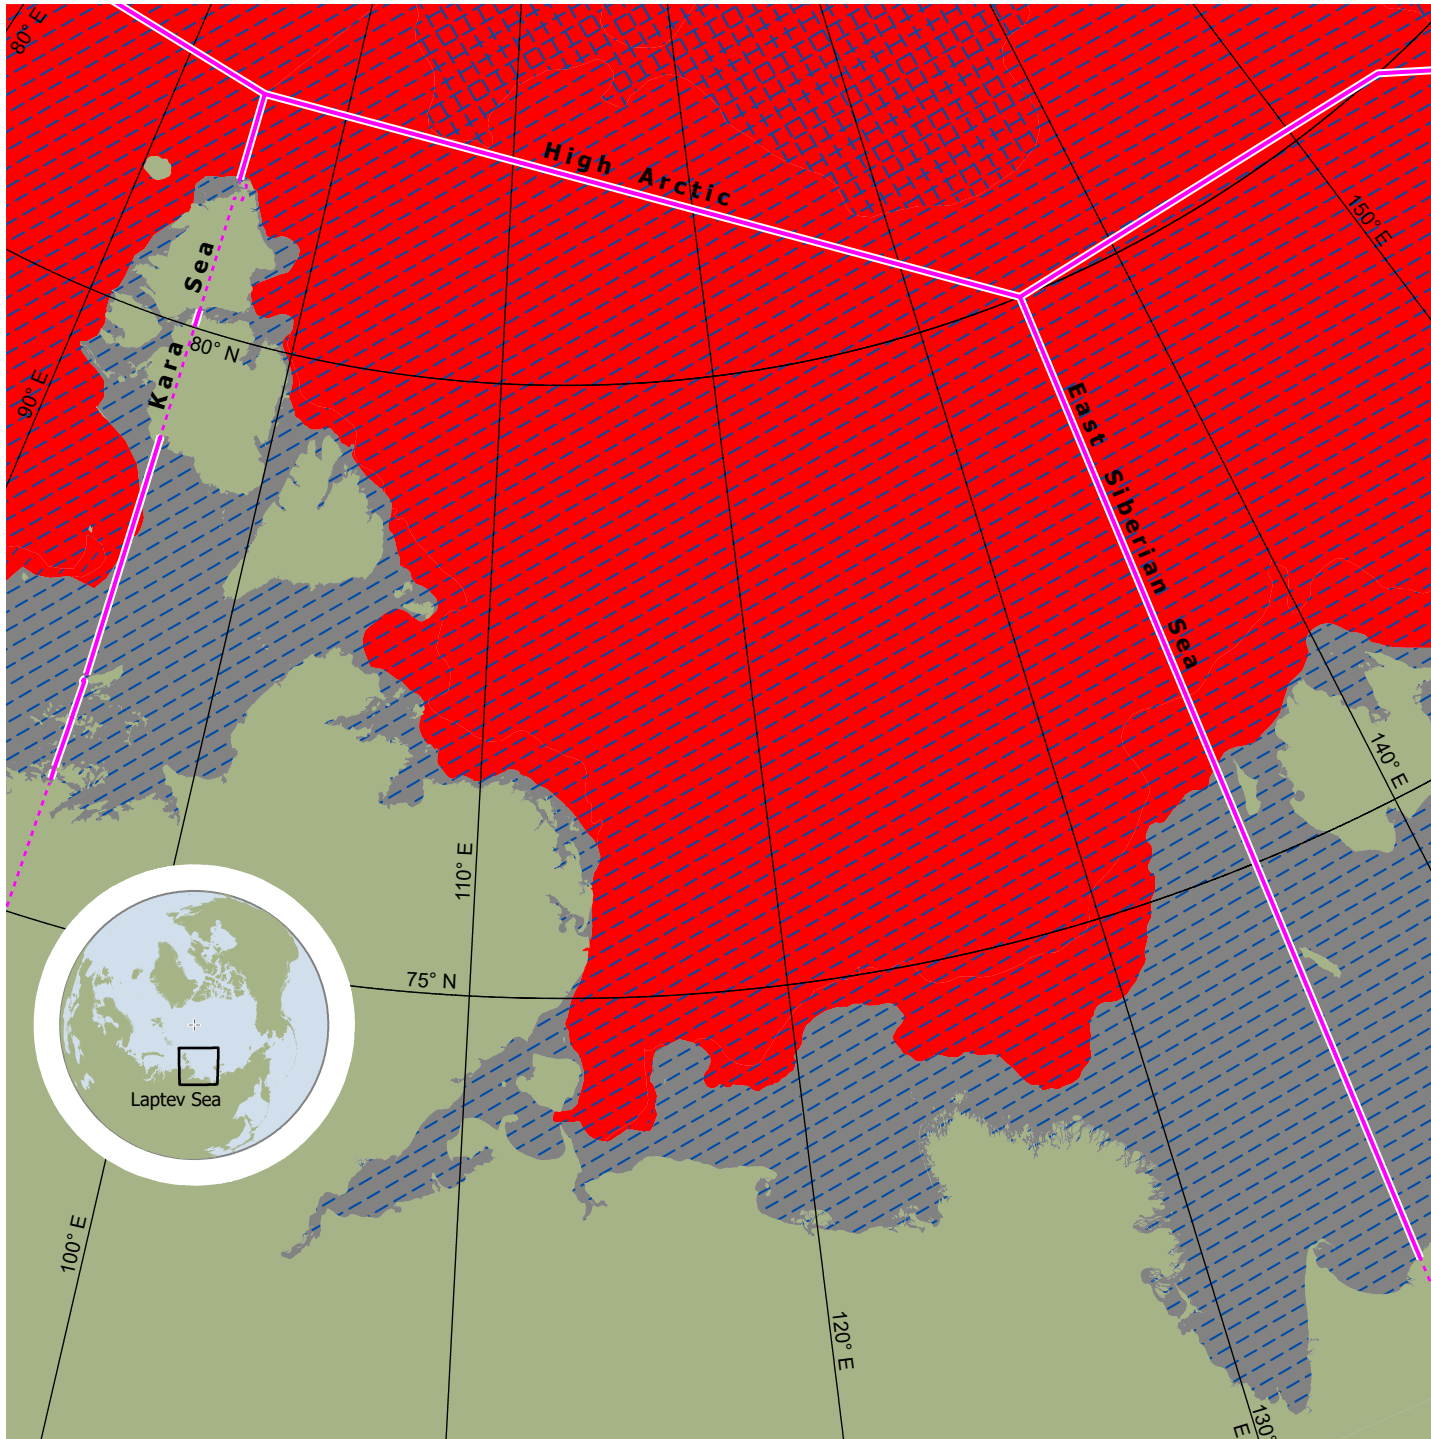 80° E
High Arctic
150° E
Kara Sea
80° N
90° E
East Siberian Sea
140° E
110° E
75° N
Laptev Sea
100° E
120° E
130°
E